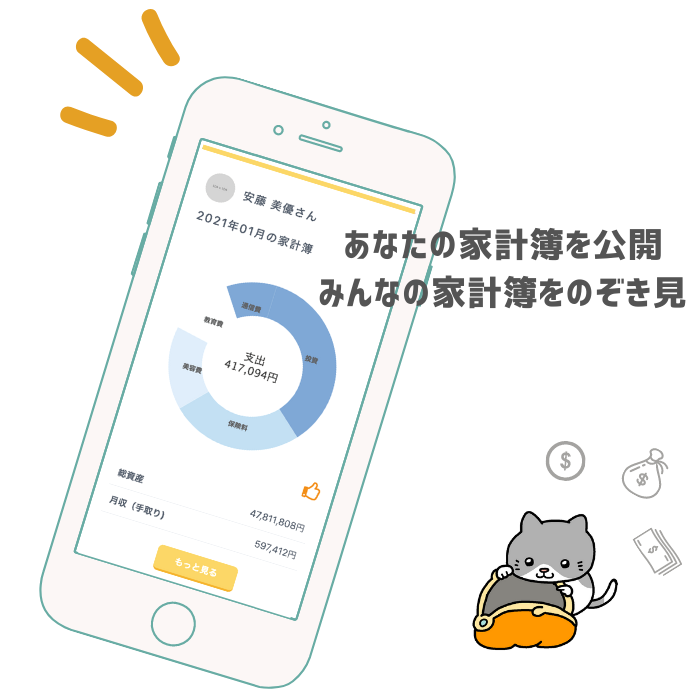 安藤 美優さん
2021年01月の家計簿
あなたの家計簿を公開
みんなの家計簿をのぞき見
通信費
教育費
投資
支出
417,094円
美容費
保険料
総資産
47,811,808円
月収（手取り）
597,412円
もっと見る
$
$
$